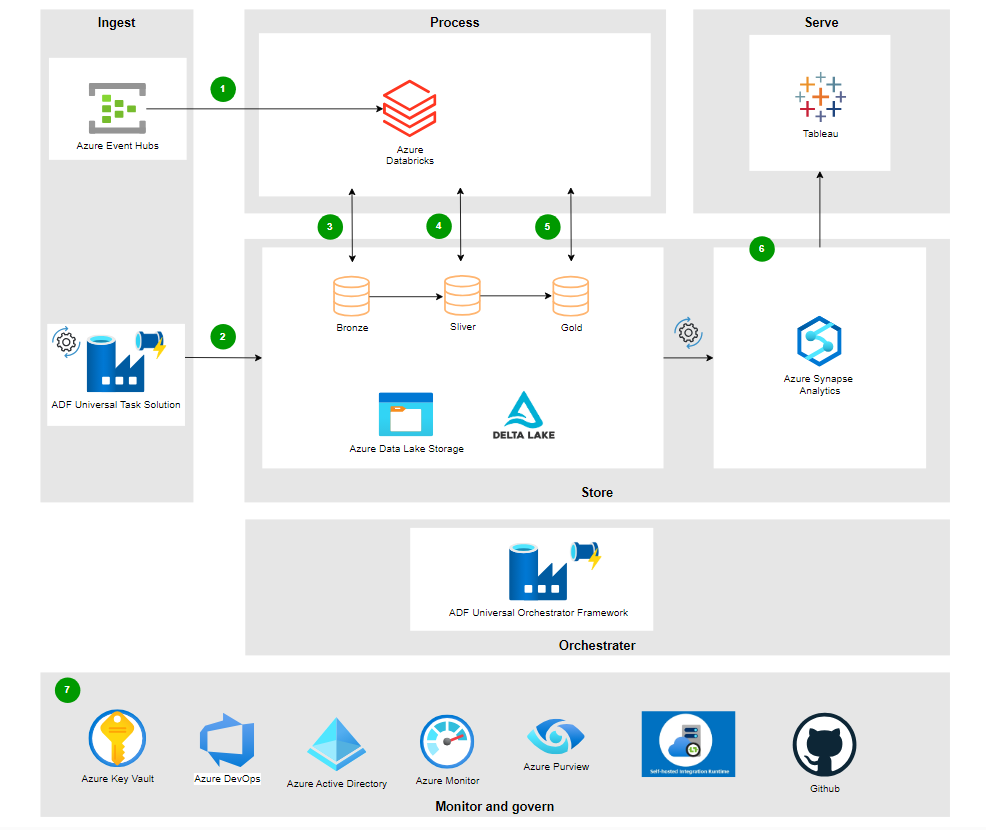 Ingest
Process
Serve
1
Azure Event Hubs
Azure
Databricks
Tableau
3
4
5
6
2
Bronze
Sliver
Gold
ADF Universal Task Solution
Azure Synapse
Analytics
DELTA LAKE
Azure Data Lake Storage
Store
ADF Universal Orchestrator Framework
Orchestrater
7
Azure Key Vault
Azure DevOps
Azure Active Directory
Azure Monitor
Azure Purview
Self-hosted Integration Runtime
Github
Monitor and govern